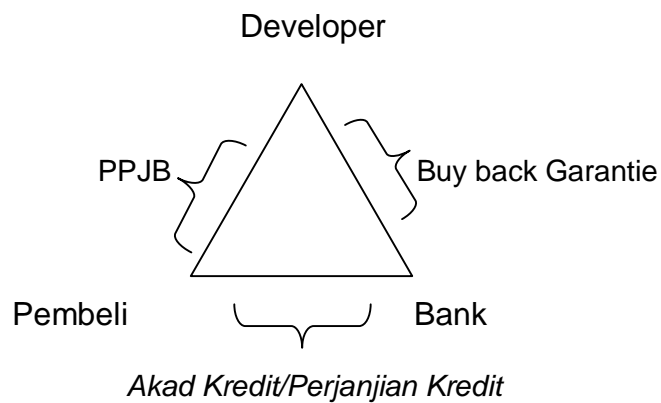 Developer
PPJB
Buy back Garantie
Pembeli
Bank
Akad Kredit/Perjanjian Kredit